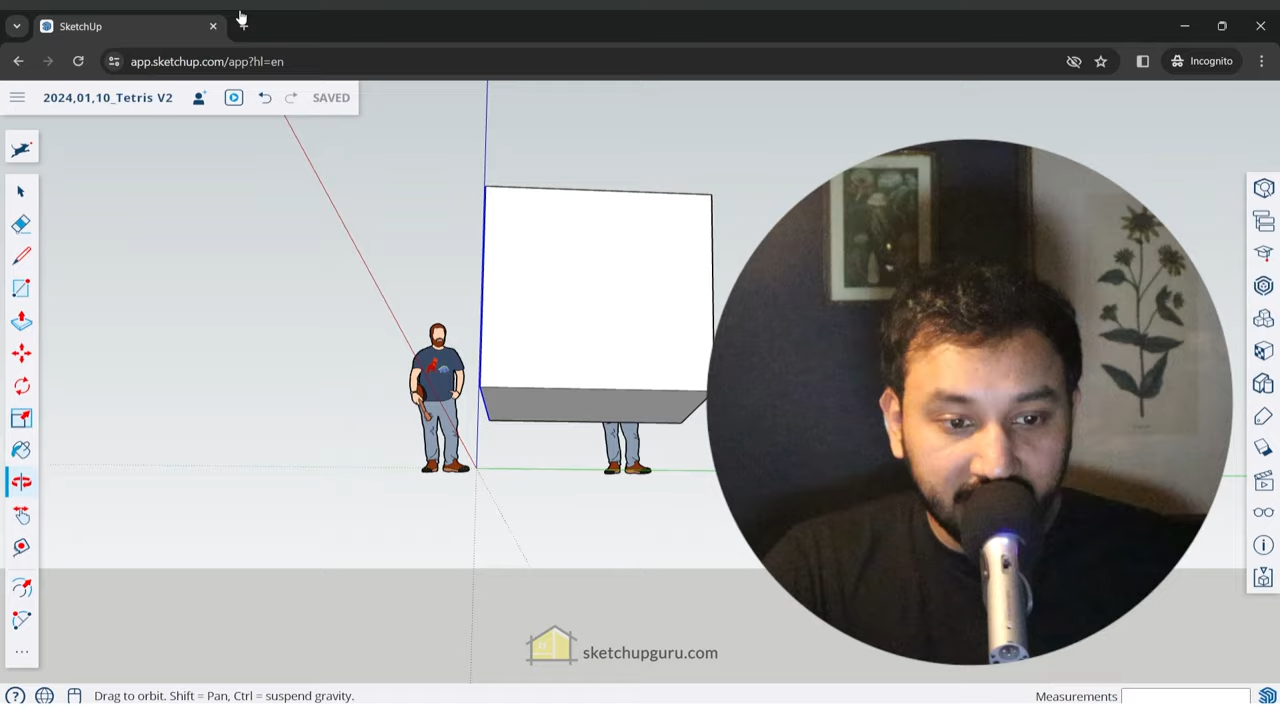 SketchUp
app.sketchup.com/app?hl=en
Incognito
2024,01,10_Tetris V2
SAVED
sketchupguru.com
Drag to orbit. Shift = Pan, Ctrl = suspend gravity.
Measurements